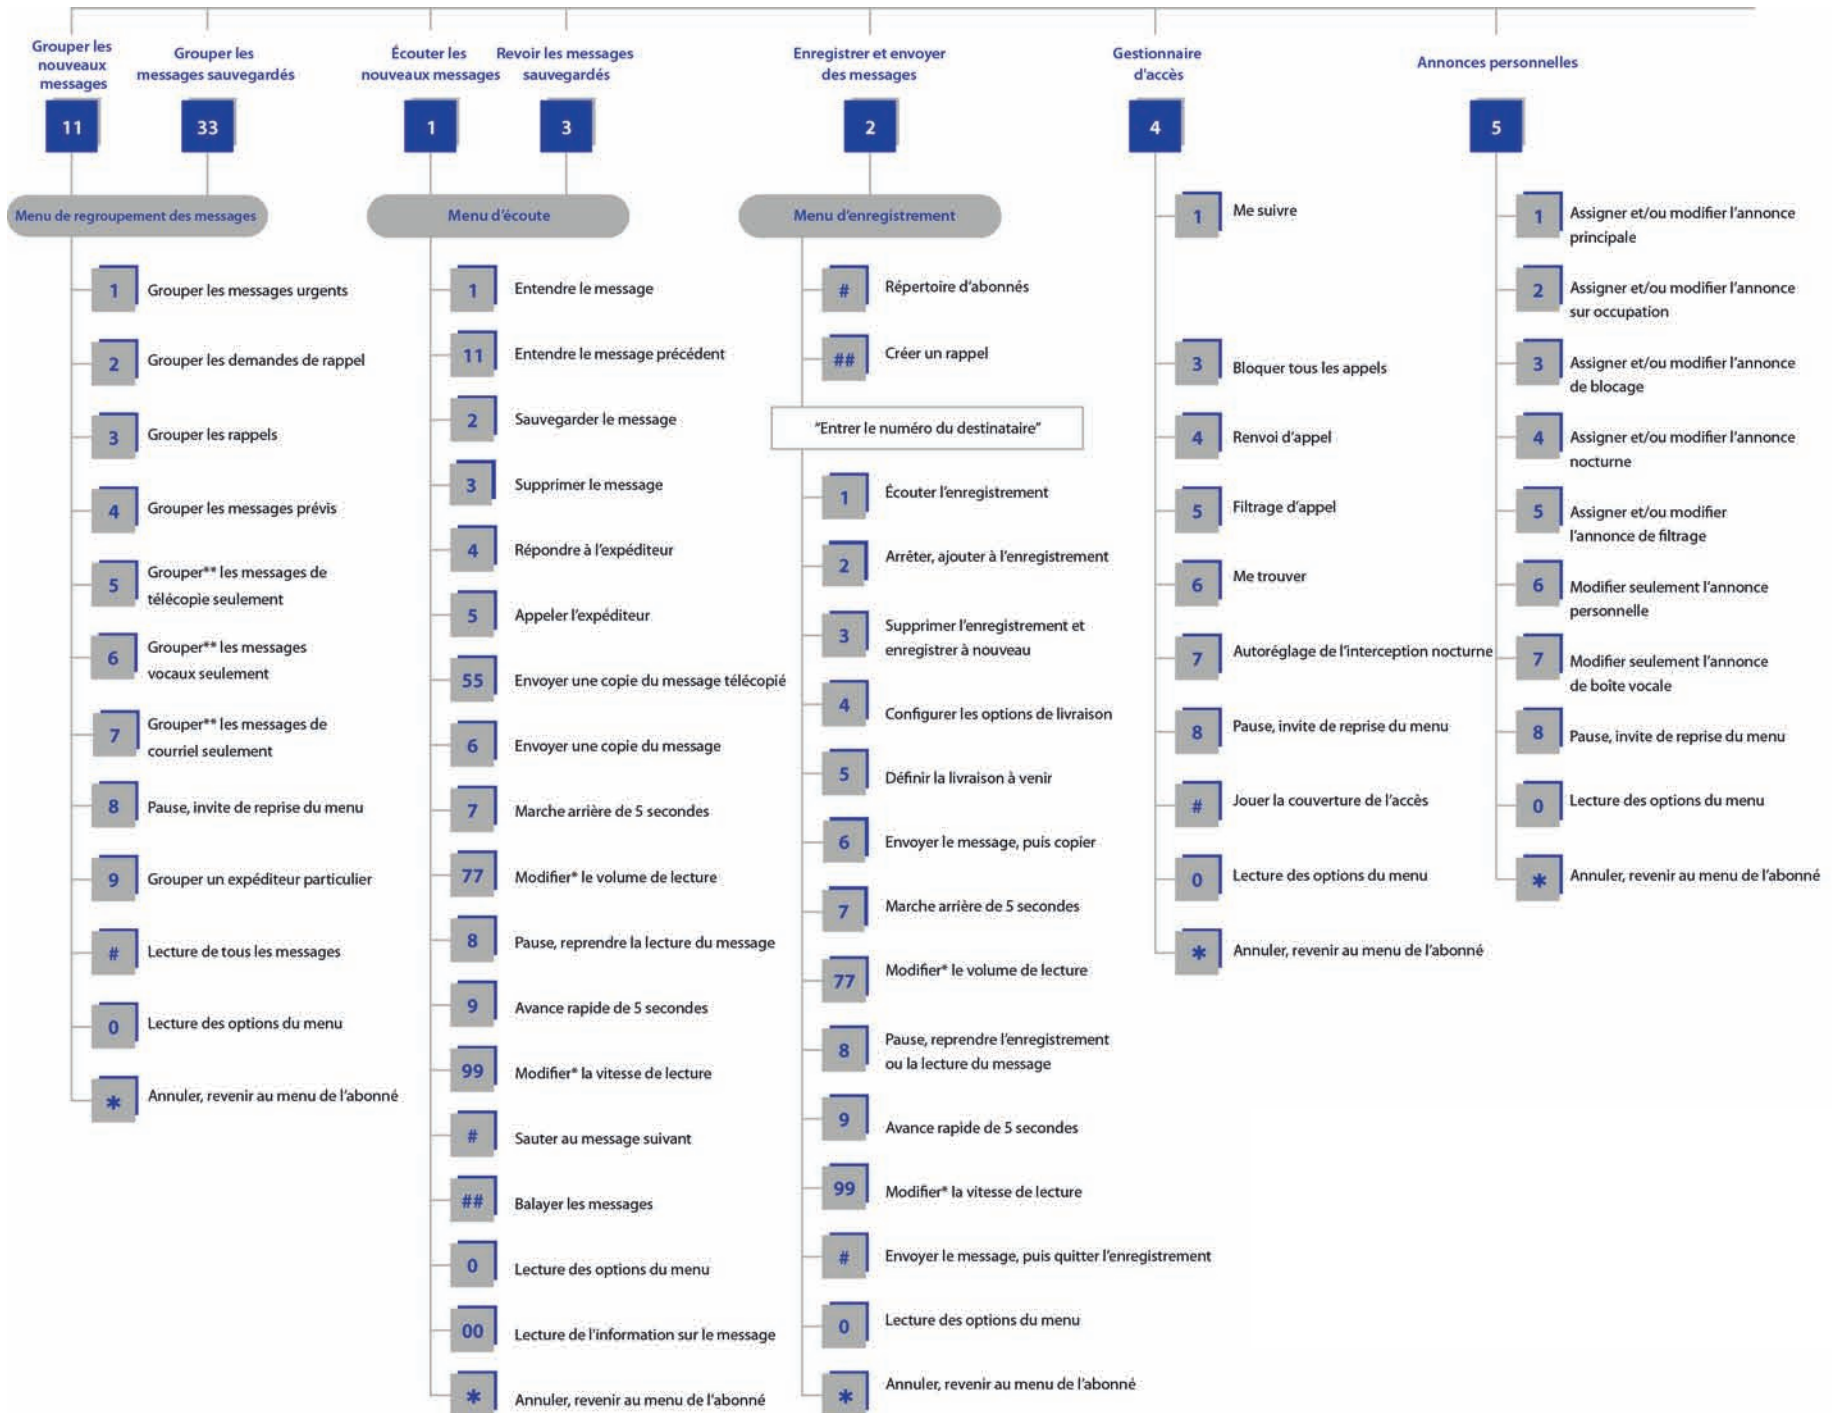 Grouper les
nouveaux
messages
11
Grouper les
messages sauvegardés
33
Menu de regroupement des messages
1 Grouper les messages urgents
2 Grouper les demandes de rappel
3 Grouper les rappels
4 Grouper les messages prévis
5 Grouper** les messages de
télécopie seulement
6 Grouper** les messages
vocaux seulement
7 Grouper** les messages de
courriel seulement
8 Pause, invite de reprise du menu
9 Grouper un expéditeur particulier
# Lecture de tous les messages
0 Lecture des options du menu
* Annuler, revenir au menu de l'abonné
Écouter les
nouveaux messages
1
Revoir les messages
sauvegardés
3
Menu d'écoute
1 Entendre le message
11 Entendre le message précédent
2 Sauvegarder le message
3 Supprimer le message
4 Répondre à l'expéditeur
5 Appeler l'expéditeur
55 Envoyer une copie du message télécopié
6 Envoyer une copie du message
7 Marche arrière de 5 secondes
77 Modifier* le volume de lecture
8 Pause, reprendre la lecture du message
9 Avance rapide de 5 secondes
99 Modifier* la vitesse de lecture
# Sauter au message suivant
## Balayer les messages
0 Lecture des options du menu
00 Lecture de l'information sur le message
* Annuler, revenir au menu de l'abonné
Enregistrer et envoyer
des messages
2
Menu d'enregistrement
# Répertoire d'abonnés
## Créer un rappel
"Entrer le numéro du destinataire"
1 Écouter l'enregistrement
2 Arrêter, ajouter à l'enregistrement
3 Supprimer l'enregistrement et
enregistrer à nouveau
4 Configurer les options de livraison
5 Définir la livraison à venir
6 Envoyer le message, puis copier
7 Marche arrière de 5 secondes
77 Modifier* le volume de lecture
8 Pause, reprendre l'enregistrement
ou la lecture du message
9 Avance rapide de 5 secondes
99 Modifier* la vitesse de lecture
# Envoyer le message, puis quitter l'enregistrement
0 Lecture des options du menu
* Annuler, revenir au menu de l'abonné
Gestionnaire
d'accès
4
1 Me suivre
3 Bloquer tous les appels
4 Renvoi d'appel
5 Filtrage d'appel
6 Me trouver
7 Autoréglage de l'interception nocturne
8 Pause, invite de reprise du menu
# Jouer la couverture de l'accès
0 Lecture des options du menu
* Annuler, revenir au menu de l'abonné
Annonces personnelles
5
1 Assigner et/ou modifier l'annonce
principale
2 Assigner et/ou modifier l'annonce
sur occupation
3 Assigner et/ou modifier l'annonce
de blocage
4 Assigner et/ou modifier l'annonce
nocturne
5 Assigner et/ou modifier
l'annonce de filtrage
6 Modifier seulement l'annonce
personnelle
7 Modifier seulement l'annonce
de boîte vocale
8 Pause, invite de reprise du menu
0 Lecture des options du menu
* Annuler, revenir au menu de l'abonné